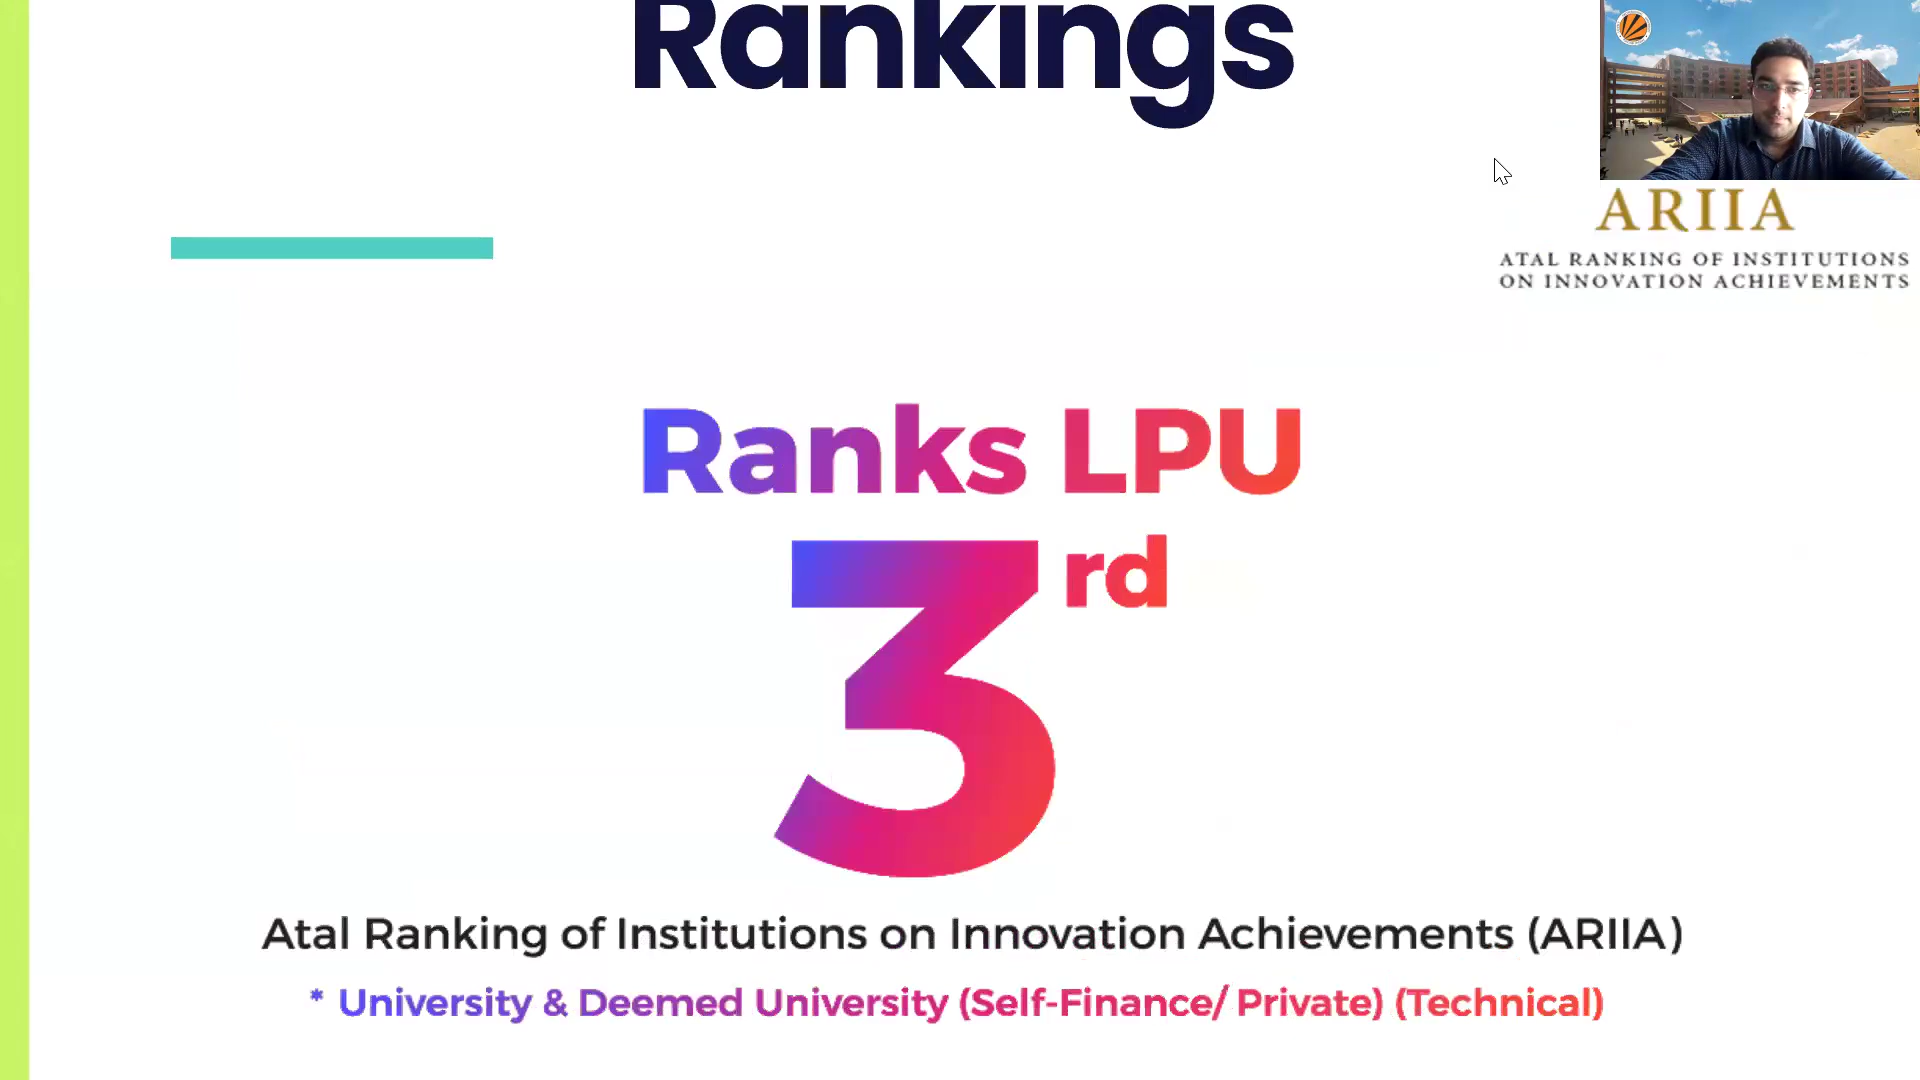 Rankings
ARIIA
ATAL RANKING OF INSTITUTIONS
ON INNOVATION ACHIEVEMENTS
Ranks LPU
3rd
Atal Ranking of Institutions on Innovation Achievements (ARIIA)
* University & Deemed University (Self-Finance/ Private) (Technical)